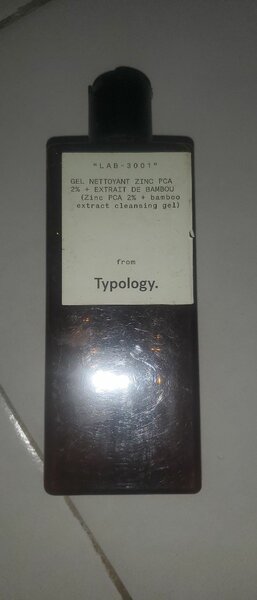 "LAB-3001"
GEL NETTOYANT ZINC PCA
2% + EXTRAIT DE BAMBOU
(Zinc PCA 2% + bamboo
extract cleansing gel)
from
Typology.